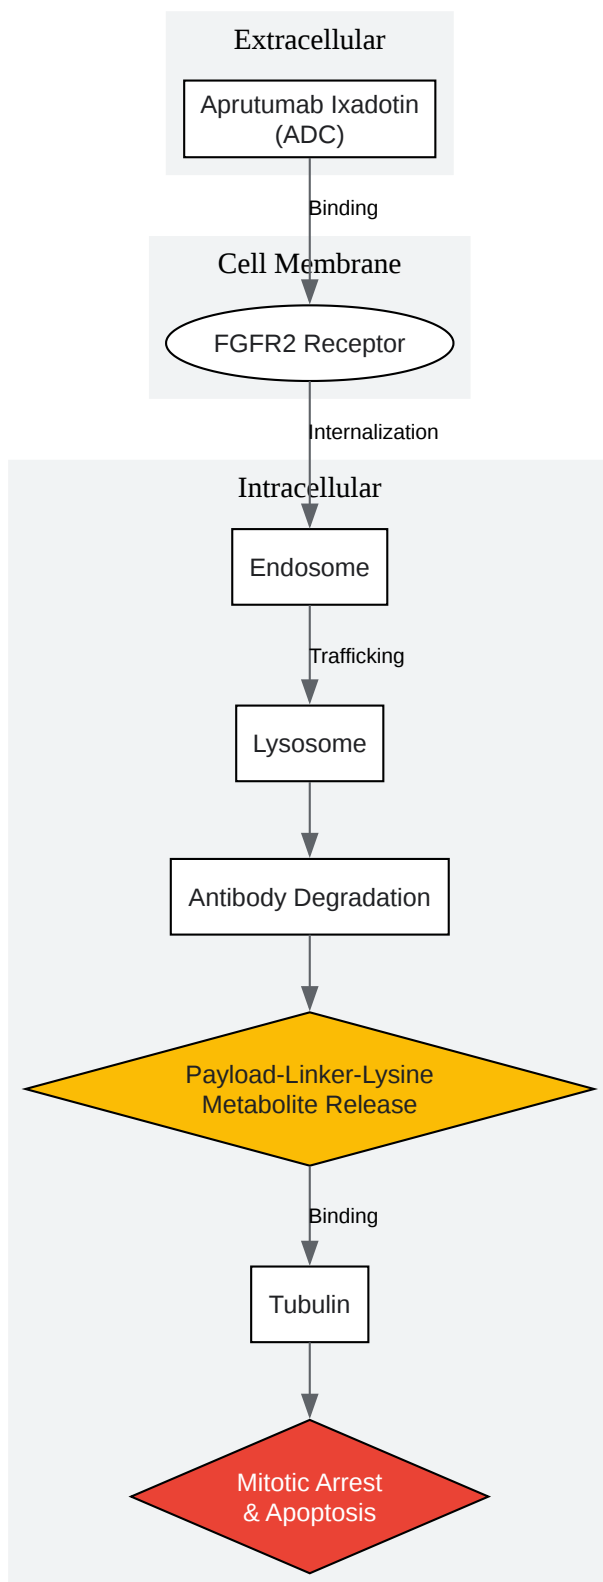 Extracellular
Aprutumab Ixadotin
(ADC)
Binding
Cell Membrane
FGFR2 Receptor
Internalization
Intracellular
Endosome
Trafficking
Lysosome
Antibody Degradation
Payload-Linker-Lysine
Metabolite Release
Binding
Tubulin
Mitotic Arrest
& Apoptosis